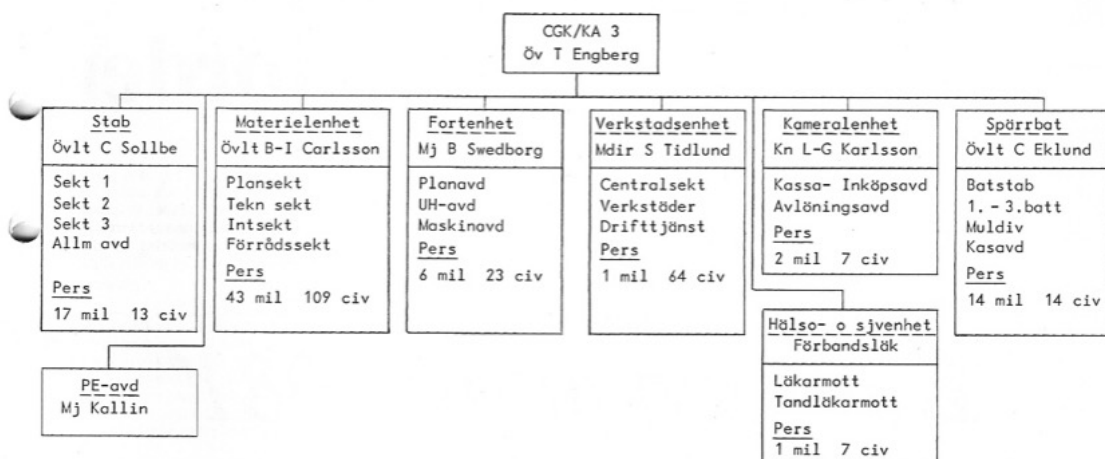 CGK/KA 3
Öv T Engberg
Stab
Övlt C Sollbe
Sekt 1
Sekt 2
Sekt 3
Allm avd
Pers
17 mil 13 civ
PE-avd
Mj Kallin
Materielenhet
Övlt B-I Carlsson
Plansekt
Tekn sekt
Intsekt
Förrådssekt
Pers
43 mil 109 civ
Fortenhet
Mj B Swedborg
Planavd
UH-avd
Maskinavd
Pers
6 mil 23 civ
Verkstadsenhet
Mdir S Tidlund
Centralsekt
Verkstäder
Drifttjänst
Pers
1 mil 64 civ
Kameralenhet
Kn L-G Karlsson
Kassa- Inköpsavd
Avlöningsavd
Pers
2 mil 7 civ
Hälso- o sjvenhet
Förbandsläk
Läkarmott
Tandläkarmott
Pers
1 mil 7 civ
Spärrbat
Övlt C Eklund
Batstab
1.-3.batt
Muldiv
Kasavd
Pers
14 mil 14 civ